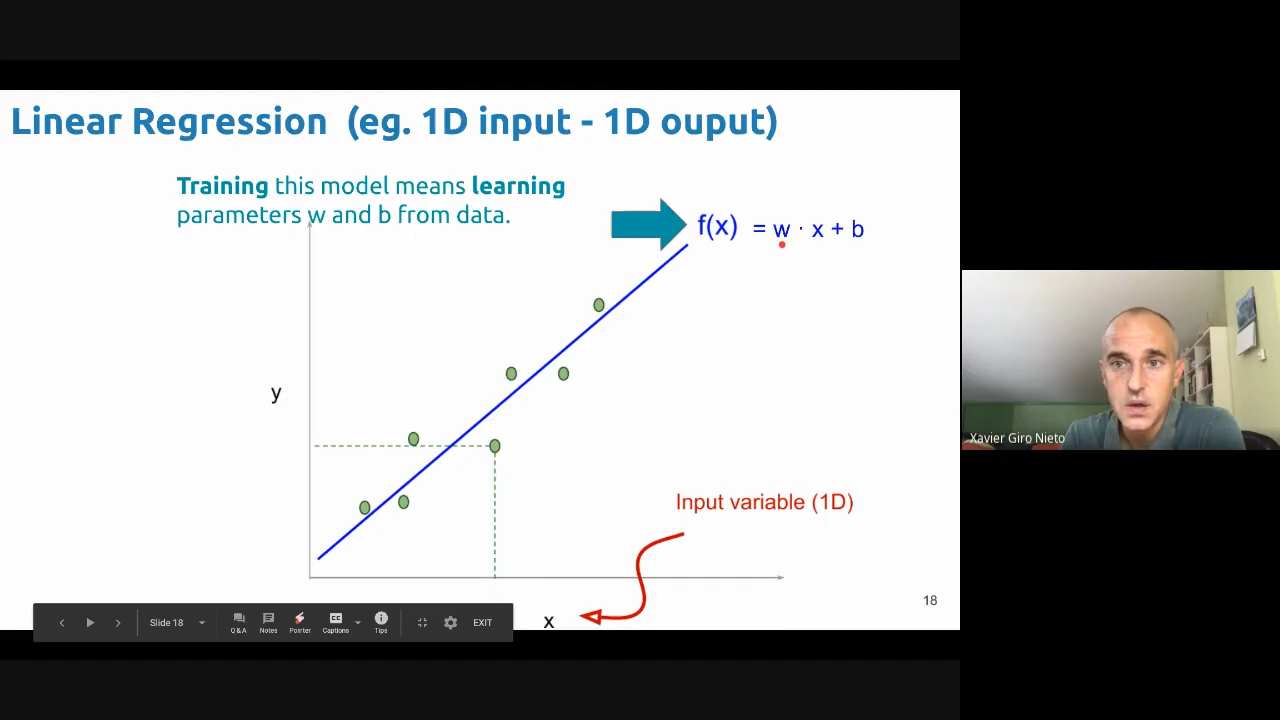 Linear Regression (eg. 1D input - 1D ouput)
Training this model means learning
parameters w and b from data.
f(x) = w · x + b
y
Xavier Giro Nieto
Input variable (1D)
18
Slide 18
Q&A Notes Pointer Captions Tips EXIT
x